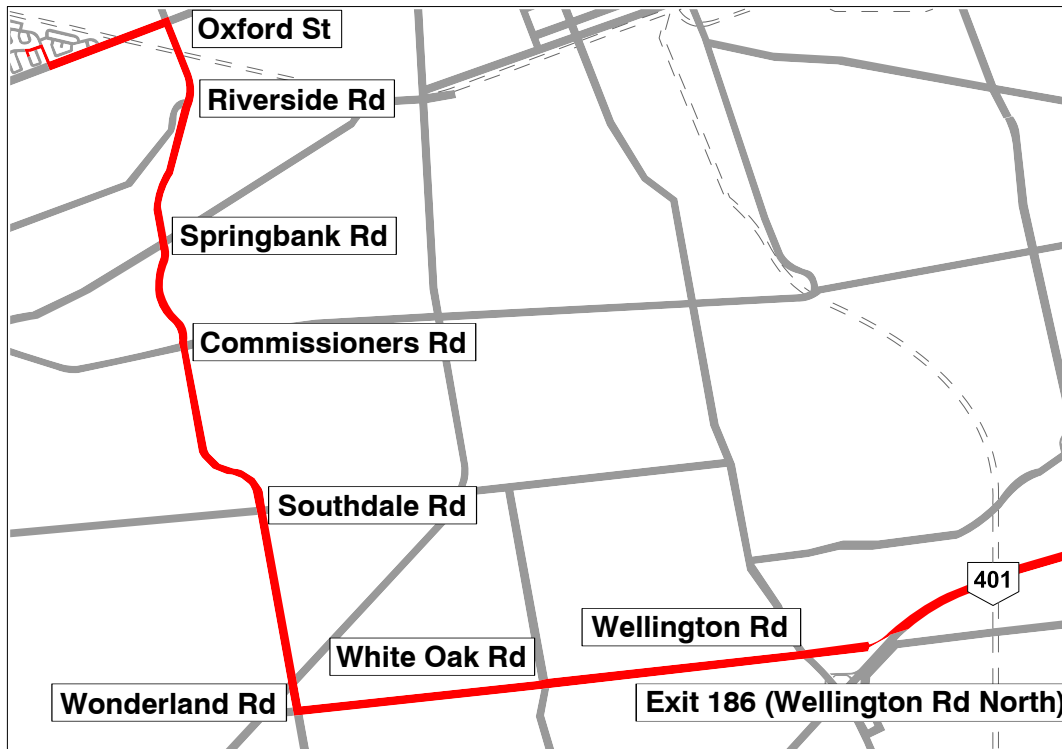 Oxford St
Riverside Rd
Springbank Rd
Commissioners Rd
Southdale Rd
401
Wellington Rd
White Oak Rd
Wonderland Rd
Exit 186 (Wellington Rd North)